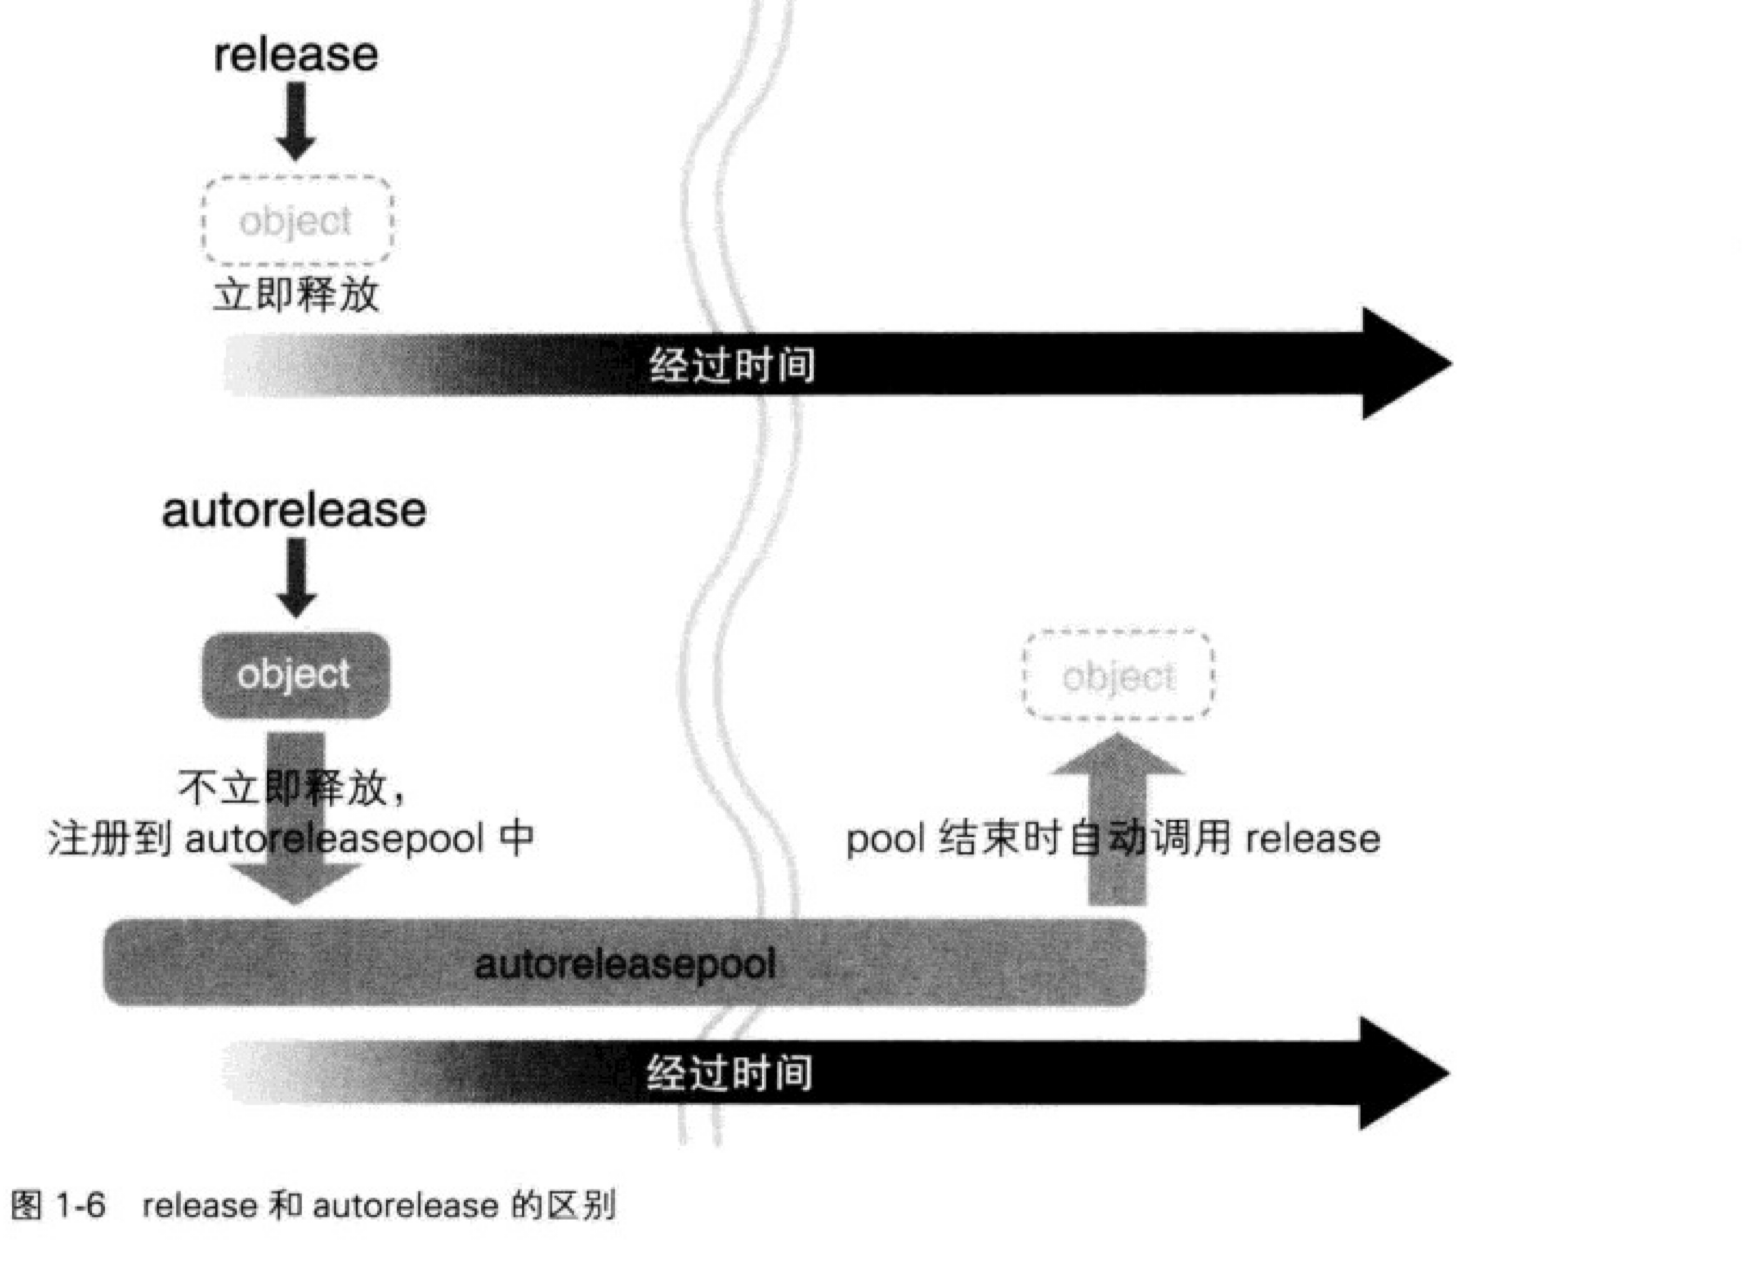 release
object
立即释放
经过时间
autorelease
object
不立即释放，
注册到 autoreleasepool 中
object
pool 结束时自动调用 release
autoreleasepool
经过时间
图 1-6 release 和 autorelease 的区别